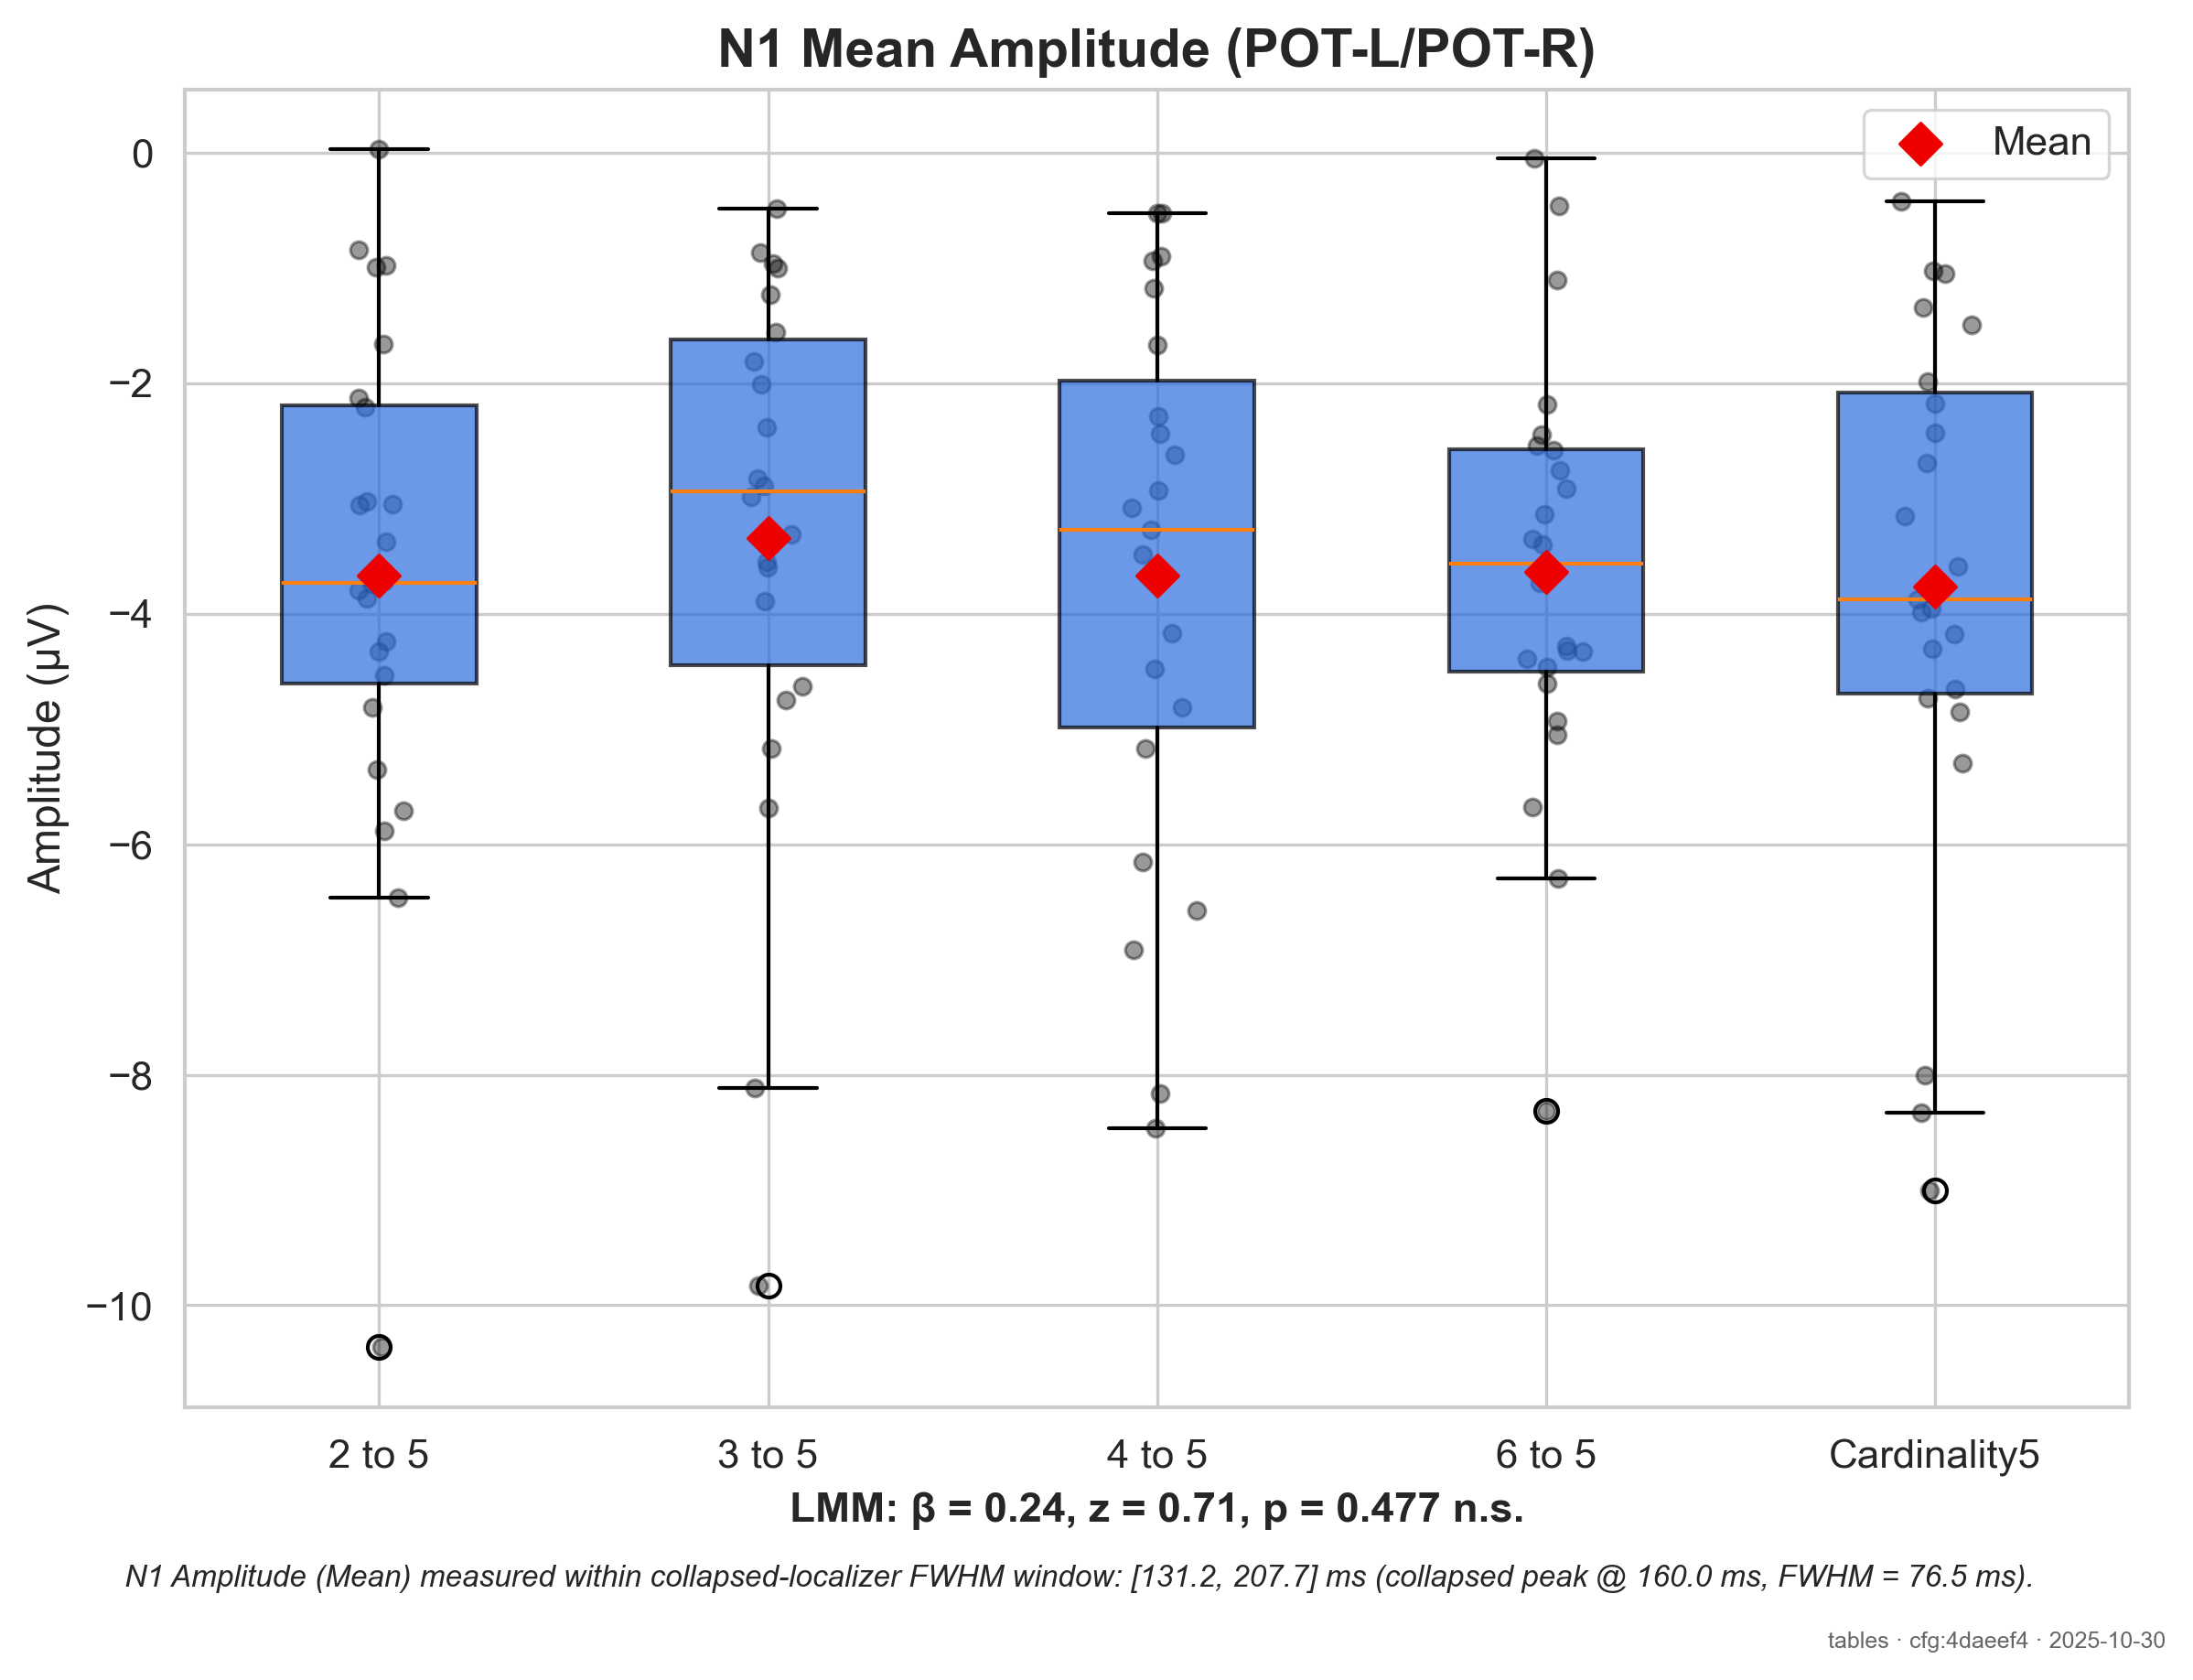 N1 Mean Amplitude (POT-L/POT-R)
Mean
Amplitude (µV)
0
−2
−4
−6
−8
−10
2 to 5
3 to 5
4 to 5
6 to 5
Cardinality5
LMM: β = 0.24, z = 0.71, p = 0.477 n.s.
N1 Amplitude (Mean) measured within collapsed-localizer FWHM window: [131.2, 207.7] ms (collapsed peak @ 160.0 ms, FWHM = 76.5 ms).
tables · cfg:4daeef4 · 2025-10-30